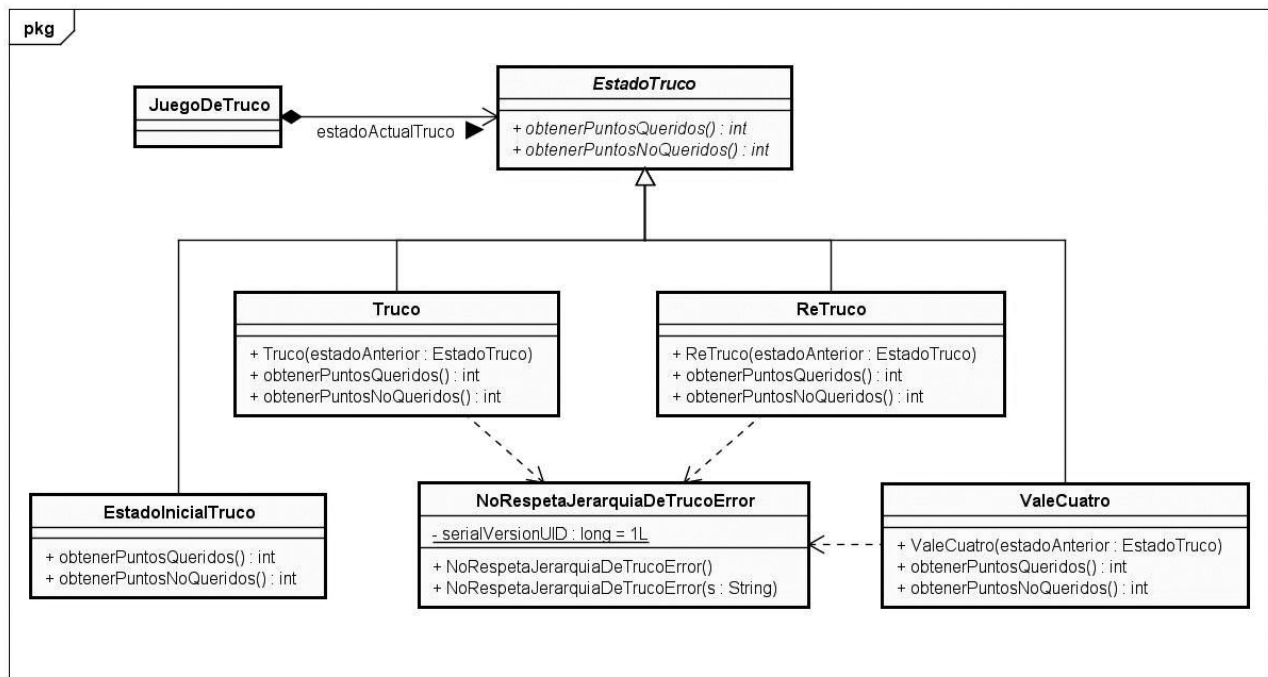 pkg
EstadoTruco
+ obtenerPuntosQueridos() : int
+ obtenerPuntosNoQueridos() : int
JuegoDeTruco
estadoActualTruco
Truco
+ Truco(estadoAnterior : EstadoTruco)
+ obtenerPuntosQueridos() : int
+ obtenerPuntosNoQueridos() : int
ReTruco
+ ReTruco(estadoAnterior : EstadoTruco)
+ obtenerPuntosQueridos() : int
+ obtenerPuntosNoQueridos() : int
EstadoInicialTruco
+ obtenerPuntosQueridos() : int
+ obtenerPuntosNoQueridos() : int
NoRespetaJerarquiaDeTrucoError
- serialVersionUID : long = 1L
+ NoRespetaJerarquiaDeTrucoError()
+ NoRespetaJerarquiaDeTrucoError(s : String)
ValeCuatro
+ ValeCuatro(estadoAnterior : EstadoTruco)
+ obtenerPuntosQueridos() : int
+ obtenerPuntosNoQueridos() : int